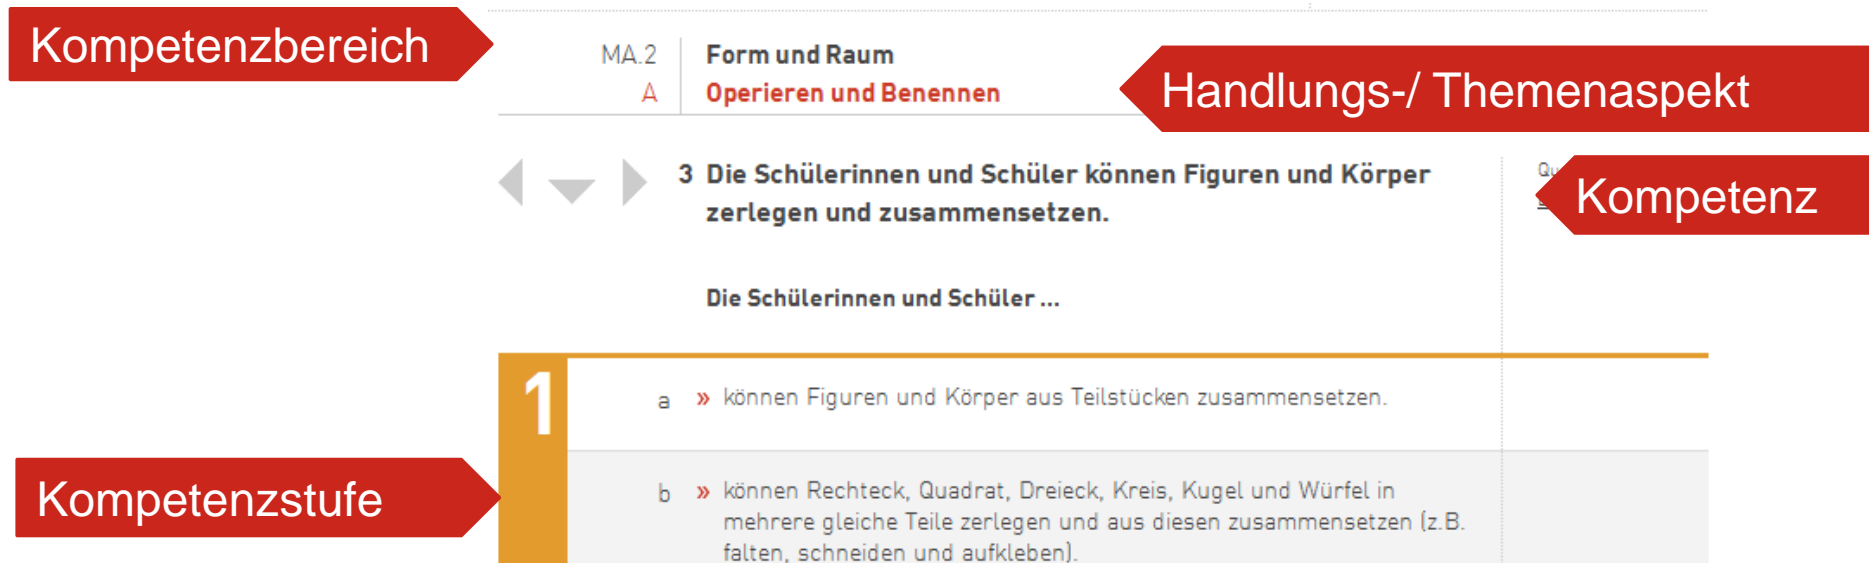 Kompetenzbereich
MA.2 Form und Raum
A Operieren und Benennen
Handlungs-/ Themenaspekt
3 Die Schülerinnen und Schüler können Figuren und Körper
zerlegen und zusammensetzen.
Kompetenz
Die Schülerinnen und Schüler ...
1
a » können Figuren und Körper aus Teilstücken zusammensetzen.
Kompetenzstufe
b » können Rechteck, Quadrat, Dreieck, Kreis, Kugel und Würfel in
mehrere gleiche Teile zerlegen und aus diesen zusammensetzen (z.B.
falten, schneiden und aufkleben).